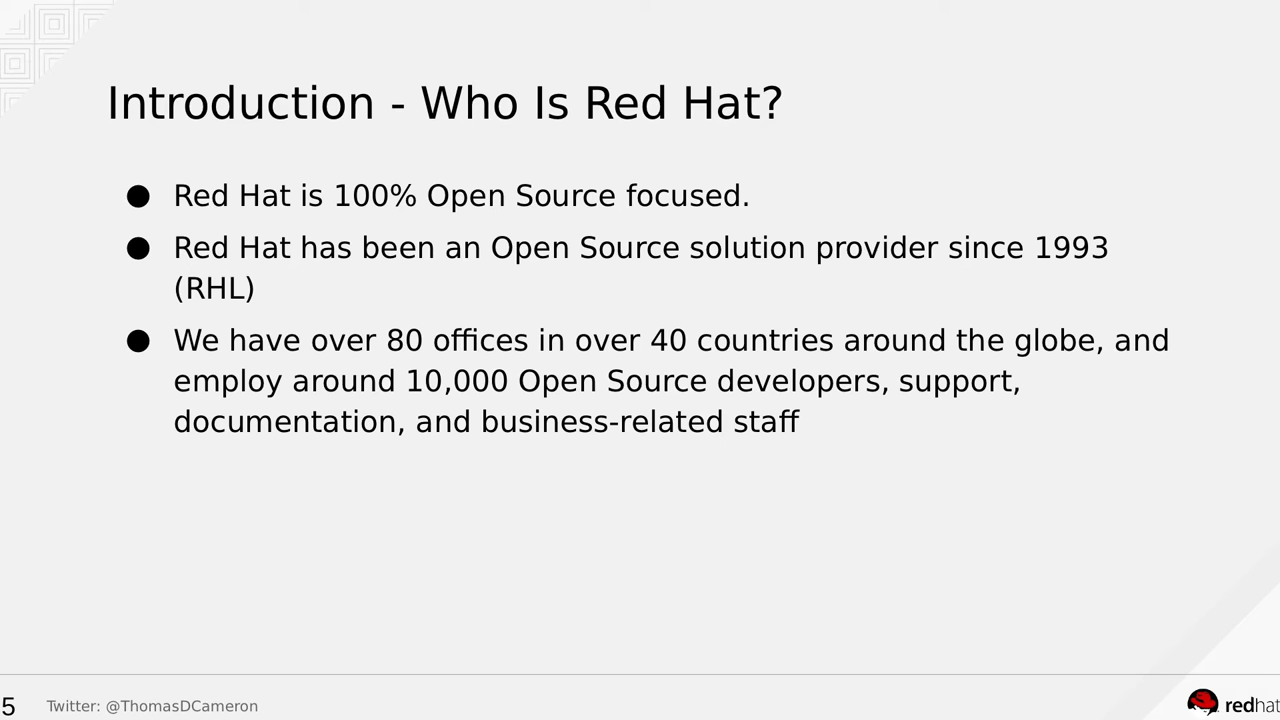 Introduction - Who Is Red Hat?
● Red Hat is 100% Open Source focused.
● Red Hat has been an Open Source solution provider since 1993
(RHL)
● We have over 80 offices in over 40 countries around the globe, and
employ around 10,000 Open Source developers, support,
documentation, and business-related staff
5 Twitter: @ThomasDCameron
redhat